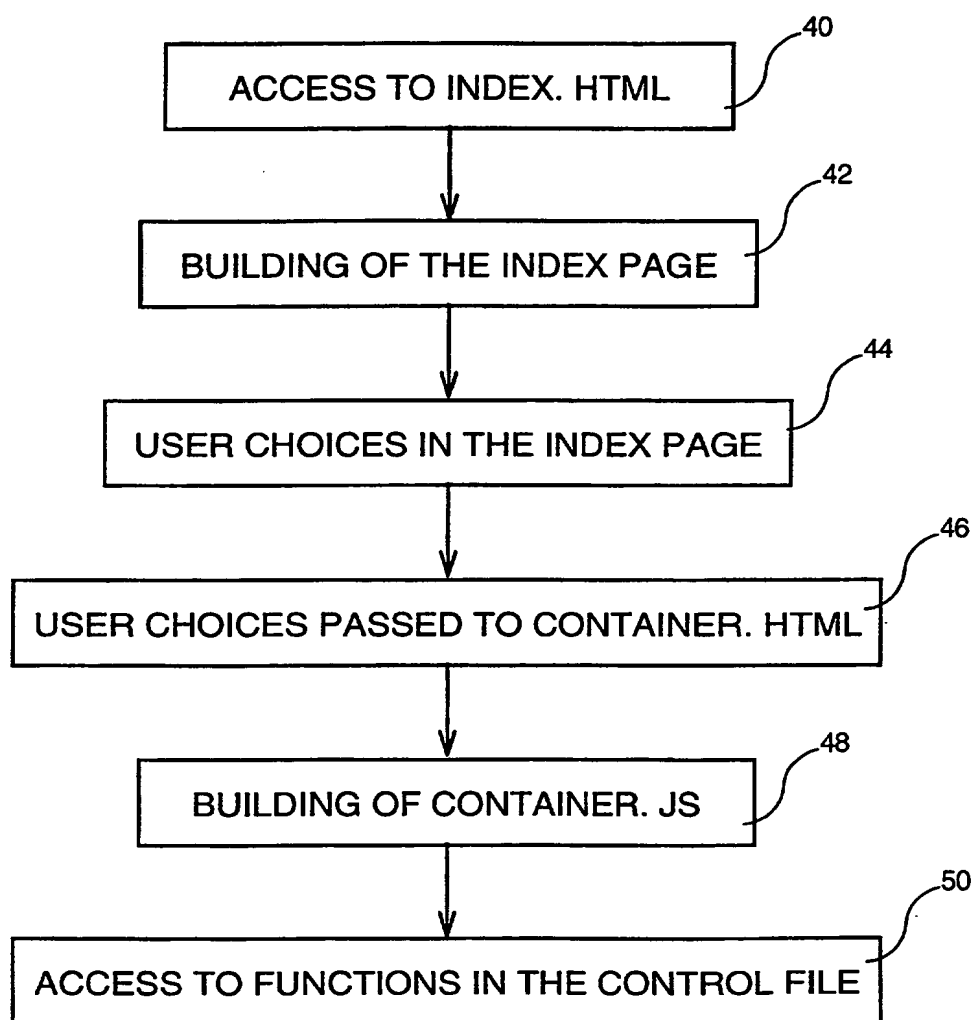 40
ACCESS TO INDEX. HTML
42
BUILDING OF THE INDEX PAGE
44
USER CHOICES IN THE INDEX PAGE
46
USER CHOICES PASSED TO CONTAINER. HTML
48
BUILDING OF CONTAINER. JS
50
ACCESS TO FUNCTIONS IN THE CONTROL FILE